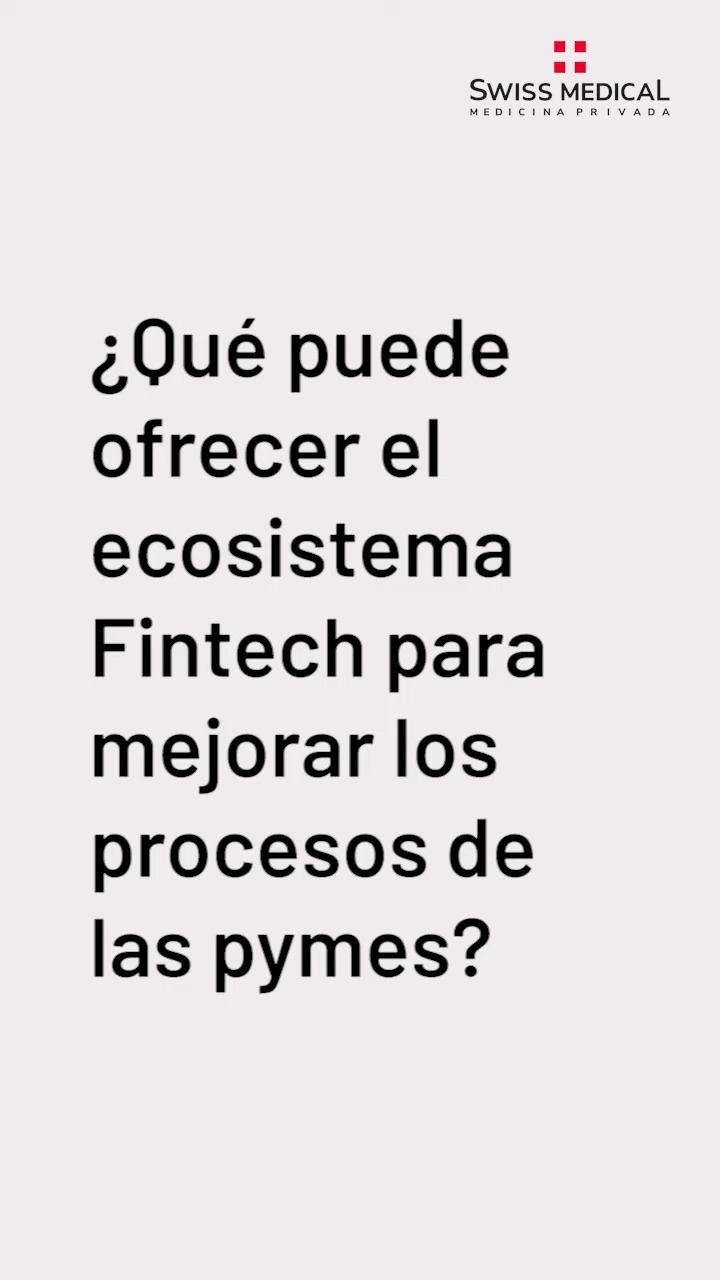 SWISS MEDICAL
MEDICINA PRIVADA
¿Qué puede
ofrecer el
ecosistema
Fintech para
mejorar los
procesos de
las pymes?